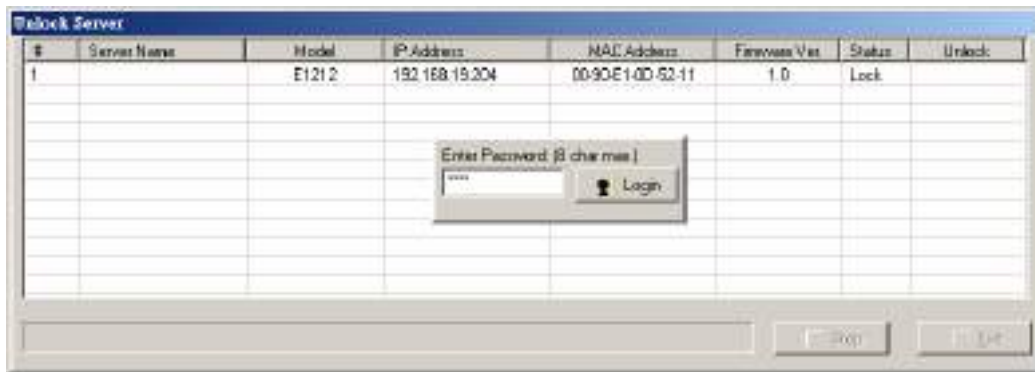 Unlock Server
# Server Name Model IP Address MAC Address Firmware Ver. Status Unlock
1 E1212 192.168.19.204 00-90-E1-0D-52-11 1.0 Lock
Enter Password (8 char max)
**** Login
Stop Exit